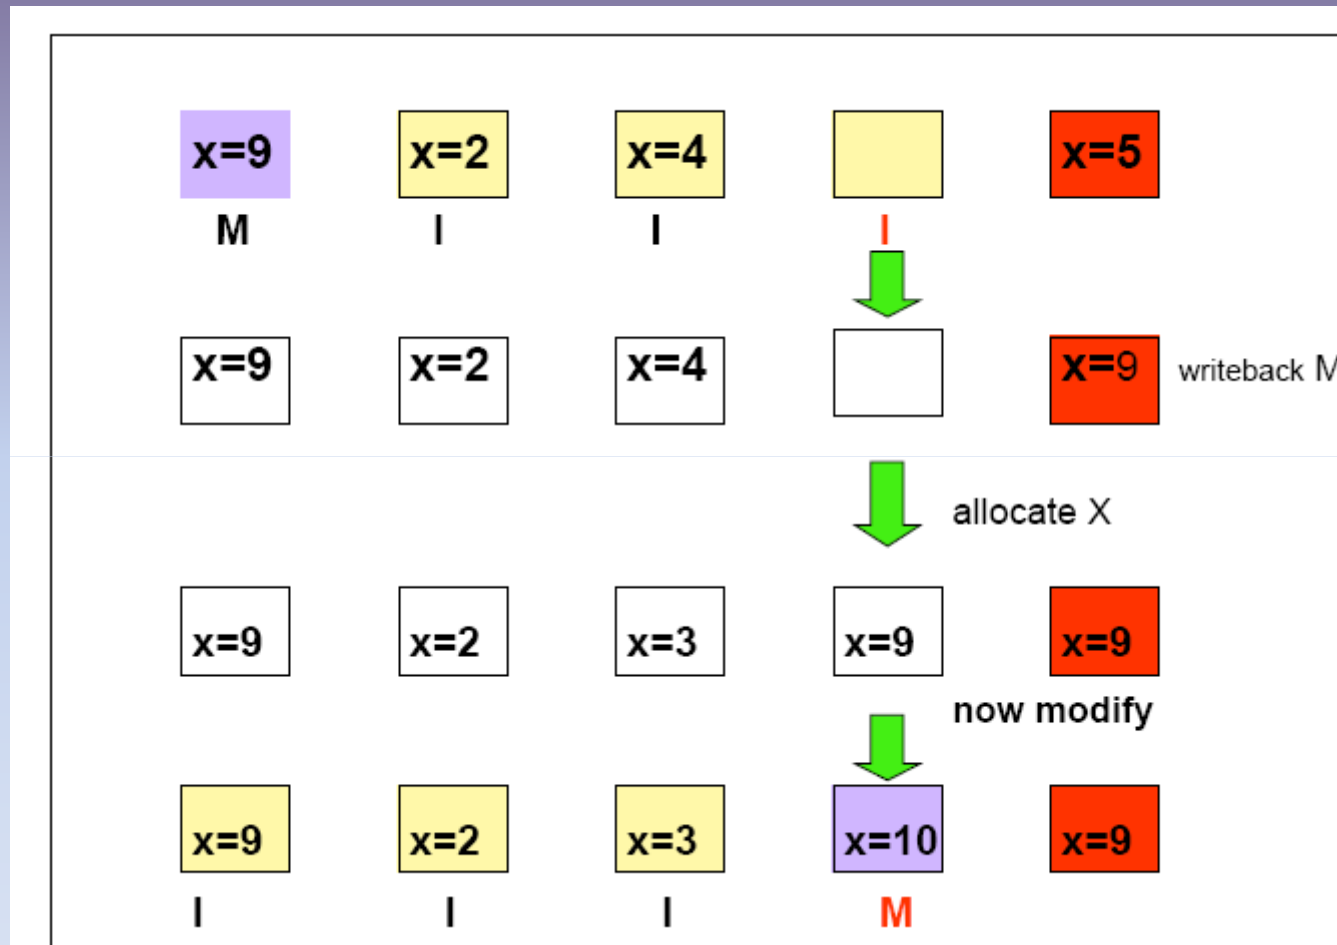 x=9 x=2 x=4 x=5
M I I I
x=9 x=2 x=4 x=9 writeback M
allocate X
x=9 x=2 x=3 x=9 x=9
now modify
x=9 x=2 x=3 x=10 x=9
I I I M